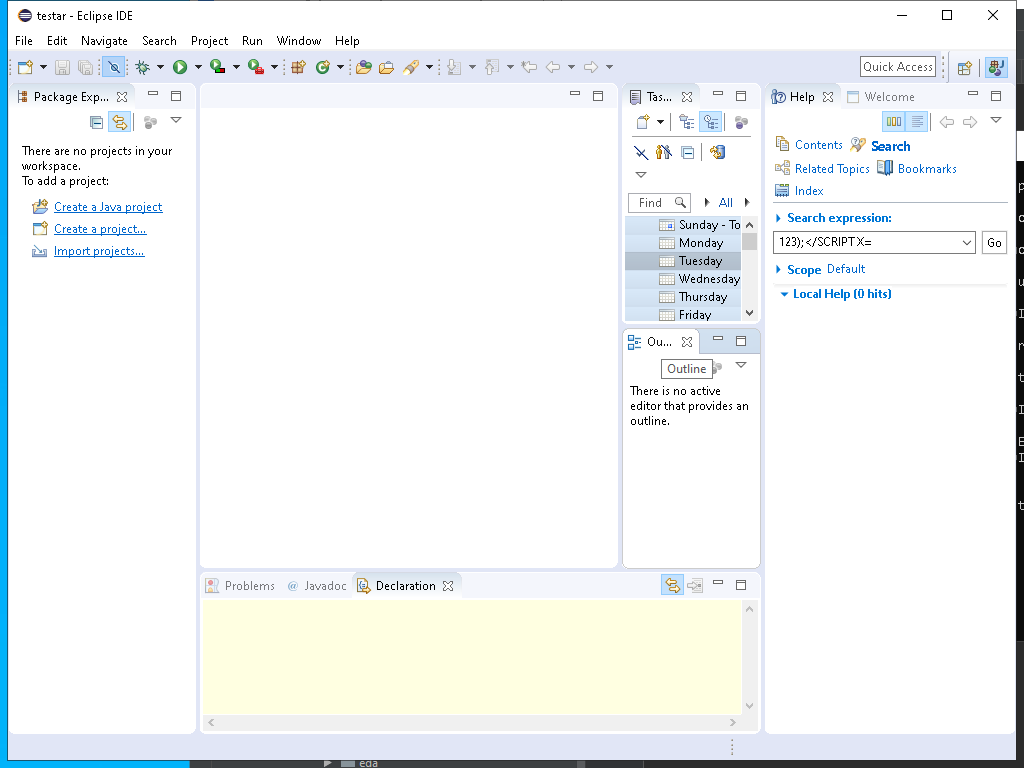 testar - Eclipse IDE
File Edit Navigate Search Project Run Window Help
Quick Access
Package Exp...
There are no projects in your
workspace.
To add a project:
Create a Java project
Create a project...
Import projects...
Tas...
Find
All
Sunday - To
Monday
Tuesday
Wednesday
Thursday
Friday
Ou...
Outline
There is no active
editor that provides an
outline.
Help
Welcome
Contents
Search
Related Topics
Bookmarks
Index
Search expression:
123);</SCRIPT X=
Go
Scope Default
Local Help (0 hits)
Problems
@ Javadoc
Declaration
eda